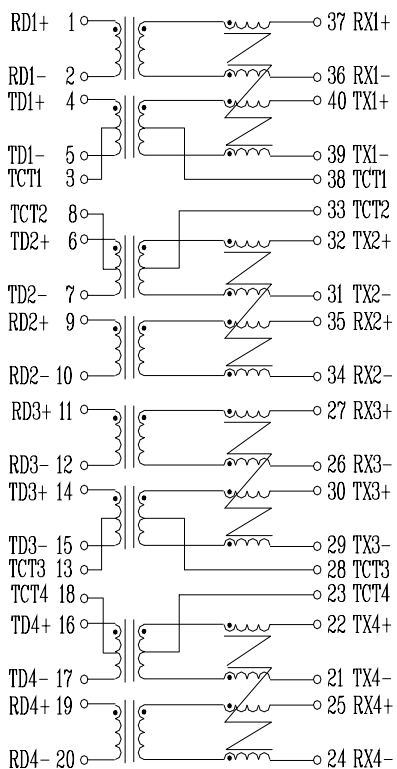 RD1+ 1 37 RX1+
RD1- 2 36 RX1-
TD1+ 4 40 TX1+
TD1- 5 39 TX1-
TCT1 3 38 TCT1
TCT2 8 33 TCT2
TD2+ 6 32 TX2+
TD2- 7 31 TX2-
RD2+ 9 35 RX2+
RD2- 10 34 RX2-
RD3+ 11 27 RX3+
RD3- 12 26 RX3-
TD3+ 14 30 TX3+
TD3- 15 29 TX3-
TCT3 13 28 TCT3
TCT4 18 23 TCT4
TD4+ 16 22 TX4+
TD4- 17 21 TX4-
RD4+ 19 25 RX4+
RD4- 20 24 RX4-